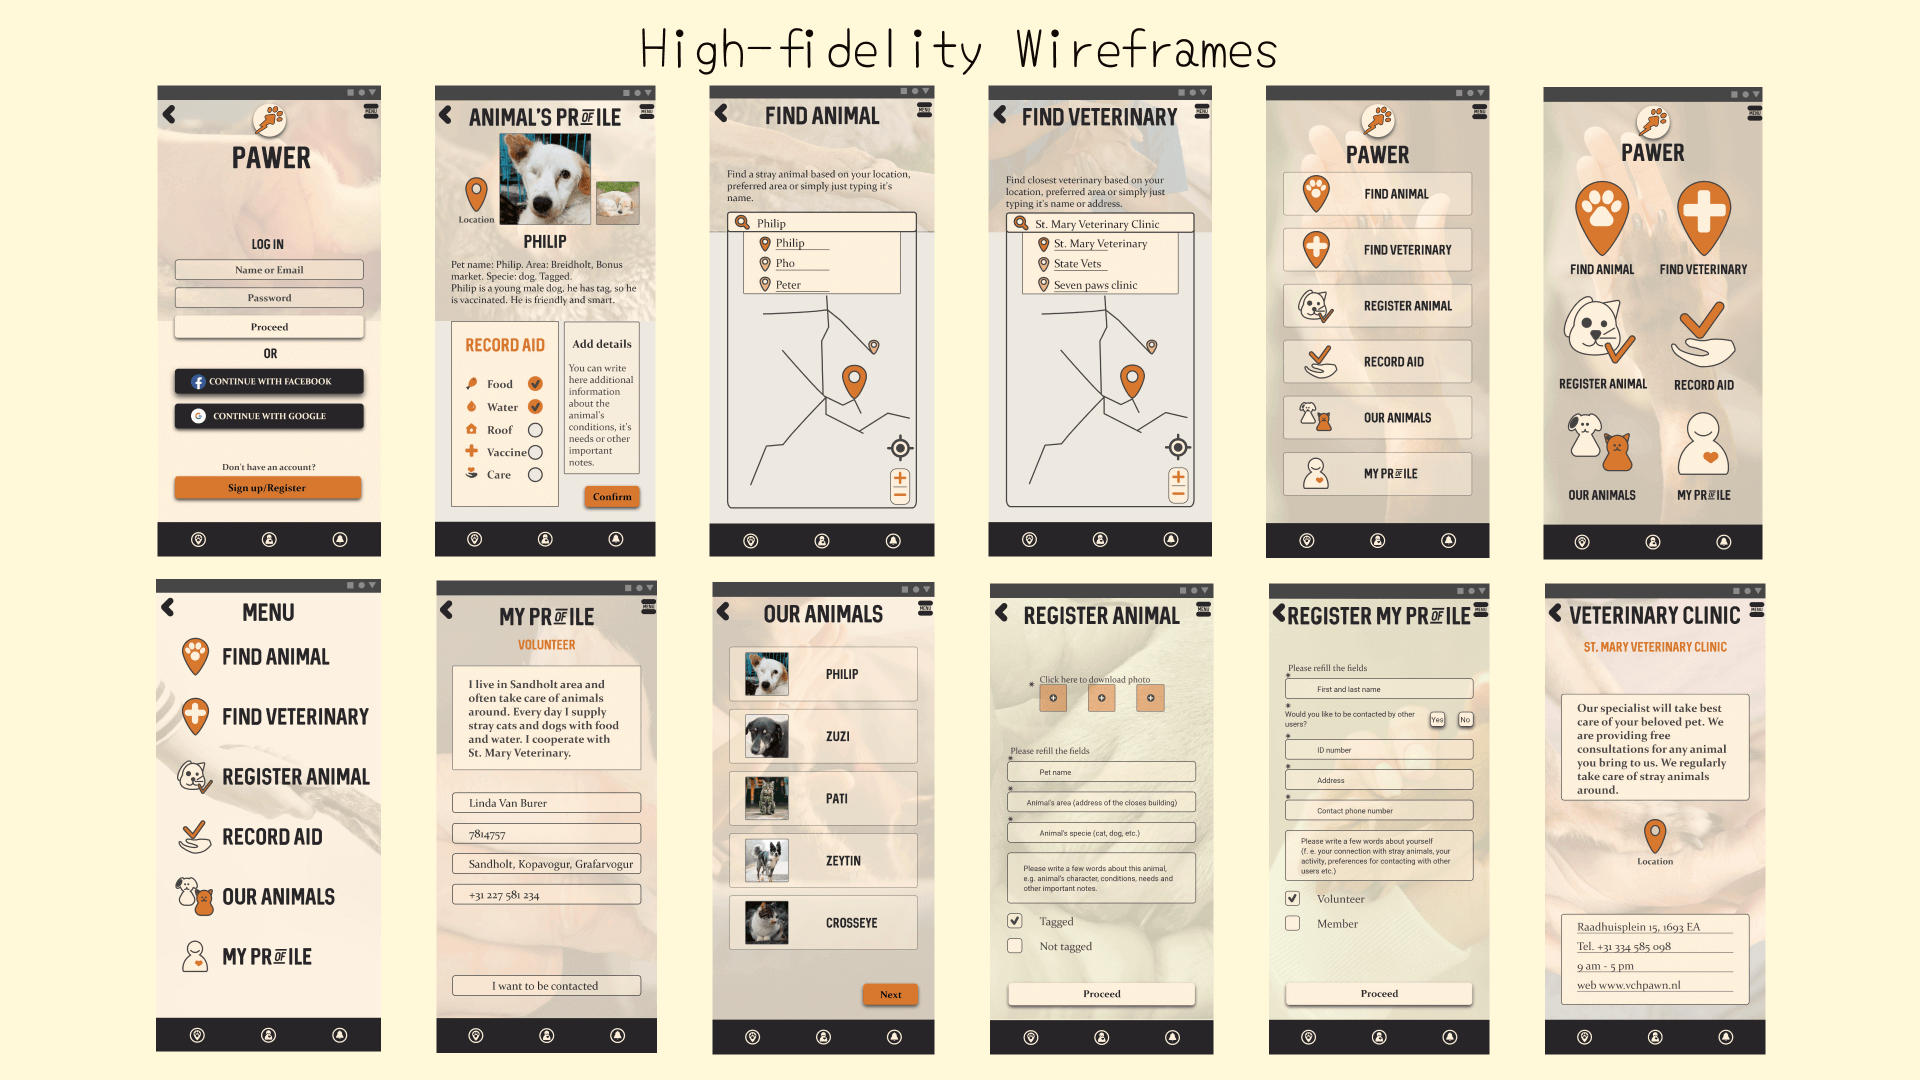 High-fidelity Wireframes
MENU
PAWER
LOG IN
Name or Email
Password
Proceed
OR
CONTINUE WITH FACEBOOK
G CONTINUE WITH GOOGLE
Don't have an account?
Sign up/Register
MENU
ANIMAL'S PROFILE
Location
PHILIP
Pet name: Philip. Area: Breidholt, Bonus
market. Specie: dog. Tagged.
Philip is a young male dog, he has tag, so he
is vaccinated. He is friendly and smart.
RECORD AID
Food
Water
Roof
Vaccine
Care
Add details
You can write
here additional
information
about the
animal's
conditions, it's
needs or other
important
notes.
Confirm
MENU
FIND ANIMAL
Find a stray animal based on your location,
preferred area or simply just typing it's
name.
Philip
Philip
Pho
Peter
MENU
FIND VETERINARY
Find closest veterinary based on your
location, preferred area or simply just
typing it's name or address.
St. Mary Veterinary Clinic
St. Mary Veterinary
State Vets
Seven paws clinic
MENU
PAWER
FIND ANIMAL
FIND VETERINARY
REGISTER ANIMAL
RECORD AID
OUR ANIMALS
MY PROFILE
MENU
PAWER
FIND ANIMAL
FIND VETERINARY
REGISTER ANIMAL
RECORD AID
OUR ANIMALS
MY PROFILE
MENU
FIND ANIMAL
FIND VETERINARY
REGISTER ANIMAL
RECORD AID
OUR ANIMALS
MY PROFILE
MENU
MY PROFILE
VOLUNTEER
I live in Sandholt area and
often take care of animals
around. Every day I supply
stray cats and dogs with food
and water. I cooperate with
St. Mary Veterinary.
Linda Van Burer
7814757
Sandholt, Kopavogur, Grafarvogur
+31 227 581 234
I want to be contacted
MENU
OUR ANIMALS
PHILIP
ZUZI
PATI
ZEYTIN
CROSSEYE
Next
MENU
REGISTER ANIMAL
* Click here to download photo
Please refill the fields
*
Pet name
*
Animal's area (address of the closes building)
*
Animal's specie (cat, dog, etc.)
Please write a few words about this animal,
e.g. animal's character, conditions, needs and
other important notes.
Tagged
Not tagged
Proceed
MENU
REGISTER MY PROFILE
Please refill the fields
*
First and last name
*
Would you like to be contacted by other
users?
Yes No
*
ID number
*
Address
*
Contact phone number
Please write a few words about yourself
(f. e. your connection with stray animals, your
activity, preferences for contacting with other
users etc.)
Volunteer
Member
Proceed
MENU
VETERINARY CLINIC
ST. MARY VETERINARY CLINIC
Our specialist will take best
care of your beloved pet. We
are providing free
consultations for any animal
you bring to us. We regularly
take care of stray animals
around.
Location
Raadhuisplein 15, 1693 EA
Tel. +31 334 585 098
9 am - 5 pm
web www.vchpawn.nl